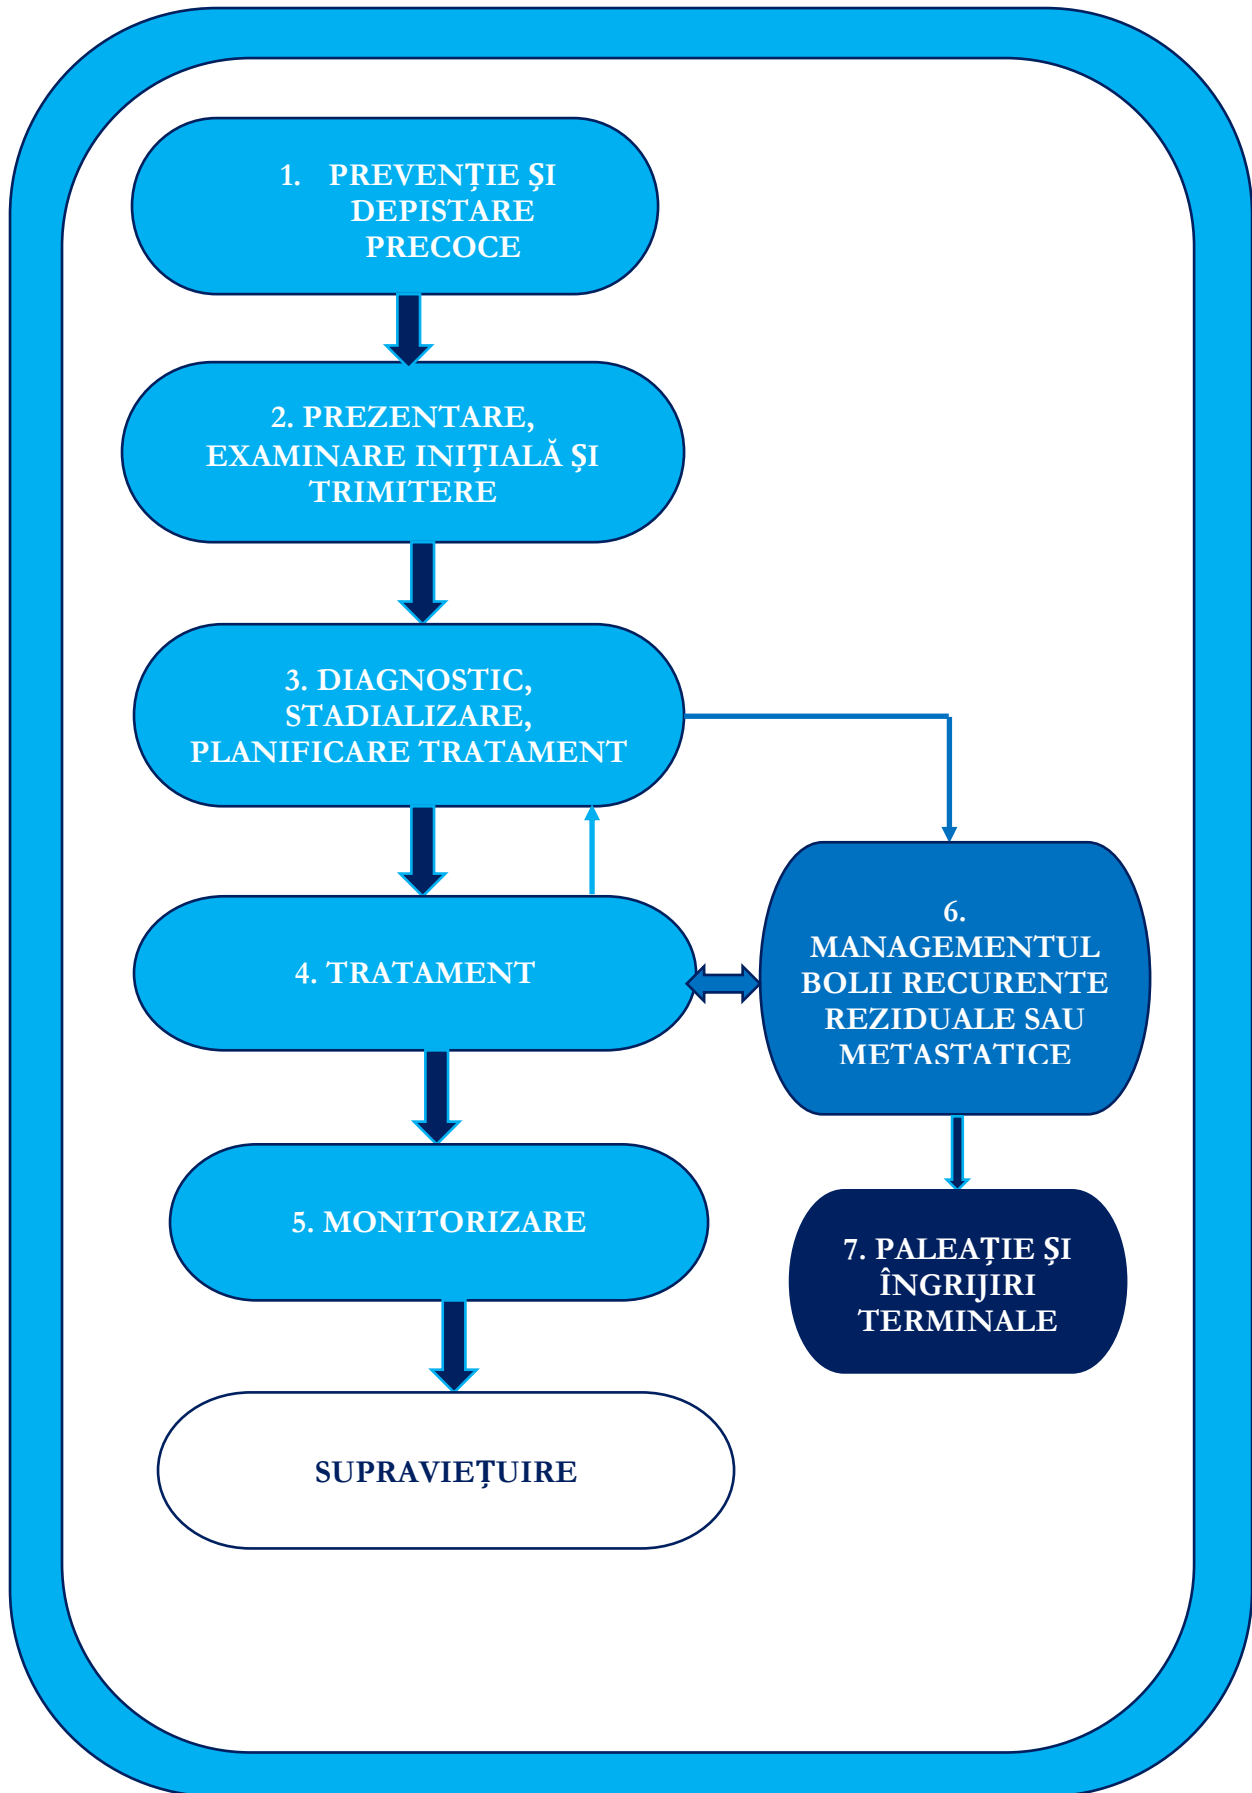 1. PREVENȚIE ȘI
DEPISTARE
PRECOCE
2. PREZENTARE,
EXAMINARE INIȚIALĂ ȘI
TRIMITERE
3. DIAGNOSTIC,
STADIALIZARE,
PLANIFICARE TRATAMENT
4. TRATAMENT
6.
MANAGEMENTUL
BOLII RECURENTE
REZIDUALE SAU
METASTATICE
5. MONITORIZARE
7. PALEAȚIE ȘI
ÎNGRIJIRI
TERMINALE
SUPRAVIEȚUIRE